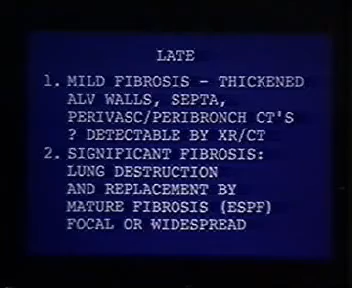 LATE
1. MILD FIBROSIS - THICKENED
ALV WALLS, SEPTA,
PERIVASC/PERIBRONCH CT'S
? DETECTABLE BY XR/CT
2. SIGNIFICANT FIBROSIS:
LUNG DESTRUCTION
AND REPLACEMENT BY
MATURE FIBROSIS (ESPF)
FOCAL OR WIDESPREAD